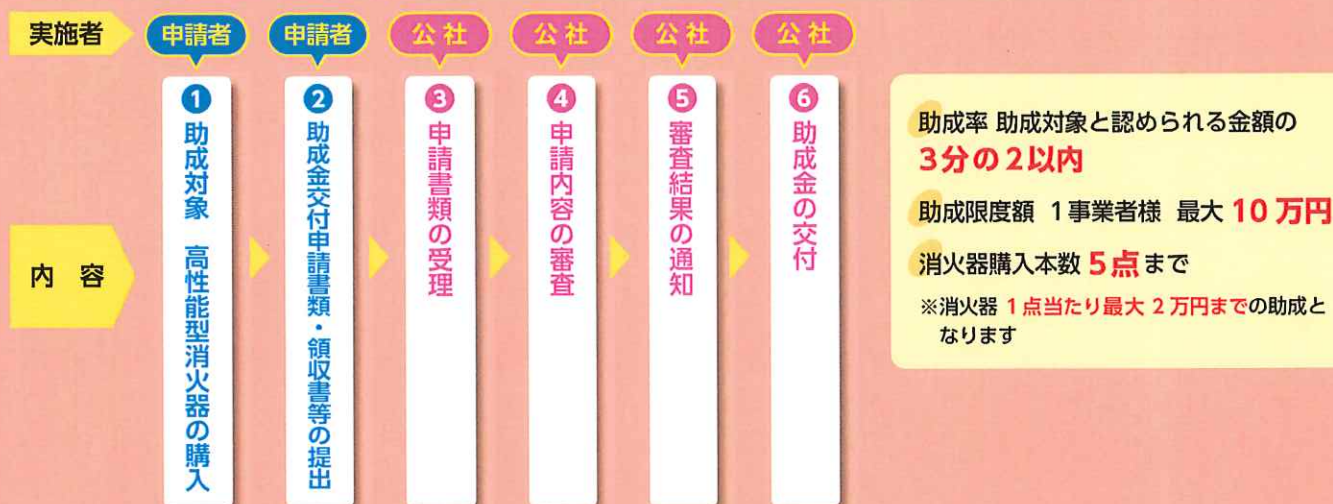 実施者
申請者
申請者
公社
公社
公社
公社
内容
❶助成対象 高性能型消火器の購入
❷助成金交付申請書類・領収書等の提出
❸申請書類の受理
❹申請内容の審査
❺審査結果の通知
❻助成金の交付
助成率 助成対象と認められる金額の
3分の2以内
助成限度額 1事業者様 最大 10 万円
消火器購入本数 5点まで
※消火器 1点当たり最大 2万円までの助成と
なります